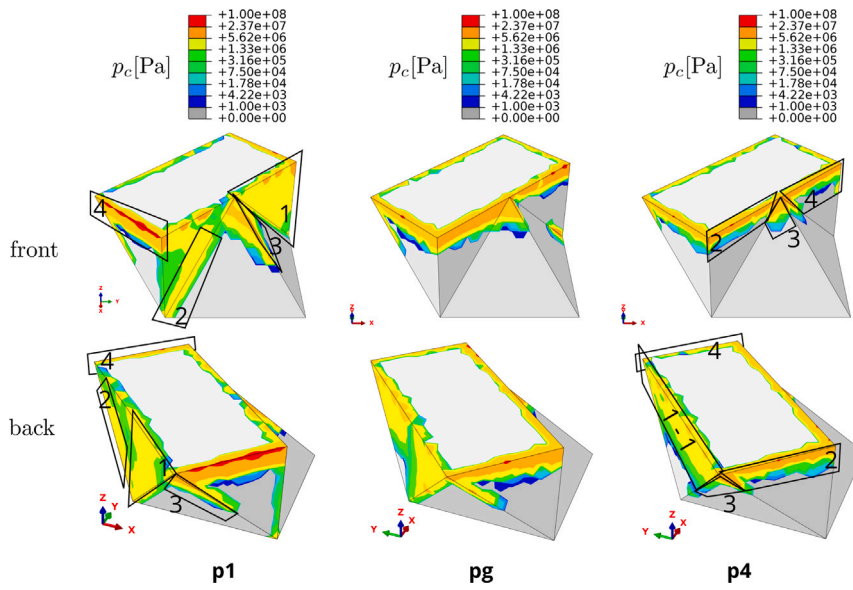 +1.00e+08
+2.37e+07
+5.62e+06
+1.33e+06
+3.16e+05
+7.50e+04
+1.78e+04
+4.22e+03
+1.00e+03
+0.00e+00
p_c[Pa]
+1.00e+08
+2.37e+07
+5.62e+06
+1.33e+06
+3.16e+05
+7.50e+04
+1.78e+04
+4.22e+03
+1.00e+03
+0.00e+00
p_c[Pa]
+1.00e+08
+2.37e+07
+5.62e+06
+1.33e+06
+3.16e+05
+7.50e+04
+1.78e+04
+4.22e+03
+1.00e+03
+0.00e+00
p_c[Pa]
front
4
1
3
2
Z
Y
X
Z
X
2
4
3
Z
X
back
4
2
1
3
Z
Y
X
Z
Y
X
4
1-1
2
3
Z
Y
X
p1
pg
p4